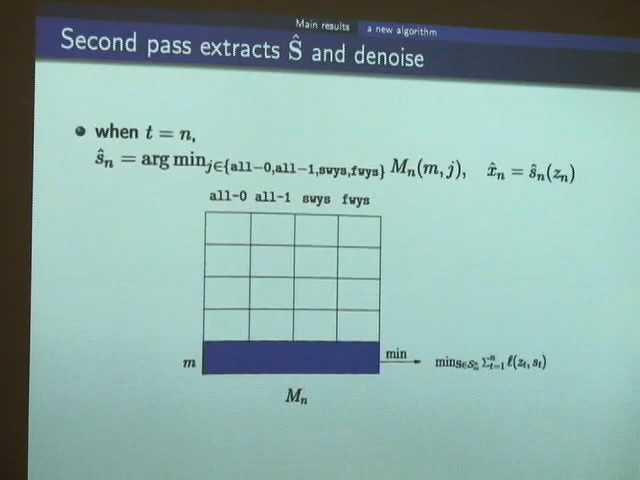 Main results a new algorithm
Second pass extracts Ŝ and denoise
when t = n,
ŝ_n = arg min_{j∈{all−0,all−1,swys,fwys}} M_n(m, j), x̂_n = ŝ_n(z_n)
all-0 all-1 swys fwys
m min min_{S∈S_m^n} Σ_{t=1}^n ℓ(z_t, s_t)
M_n